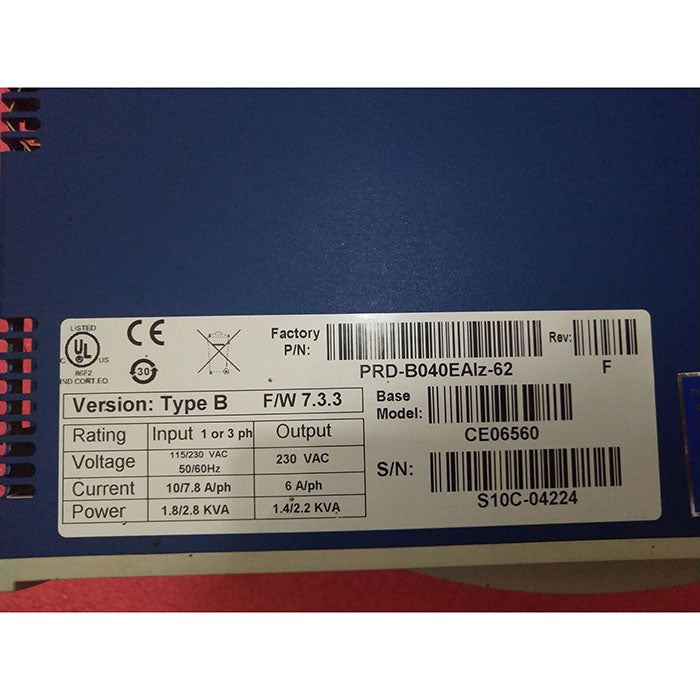 LISTED
C UL US
86F2
IND.CONT.EQ.
CE
30
Factory
P/N:
PRD-B040EAIz-62
Rev:
F
Version: Type B F/W 7.3.3
Base
Model:
CE06560
Rating Input 1 or 3 ph Output
Voltage 115/230 VAC 50/60Hz 230 VAC
Current 10/7.8 A/ph 6 A/ph
Power 1.8/2.8 KVA 1.4/2.2 KVA
S/N:
S10C-04224